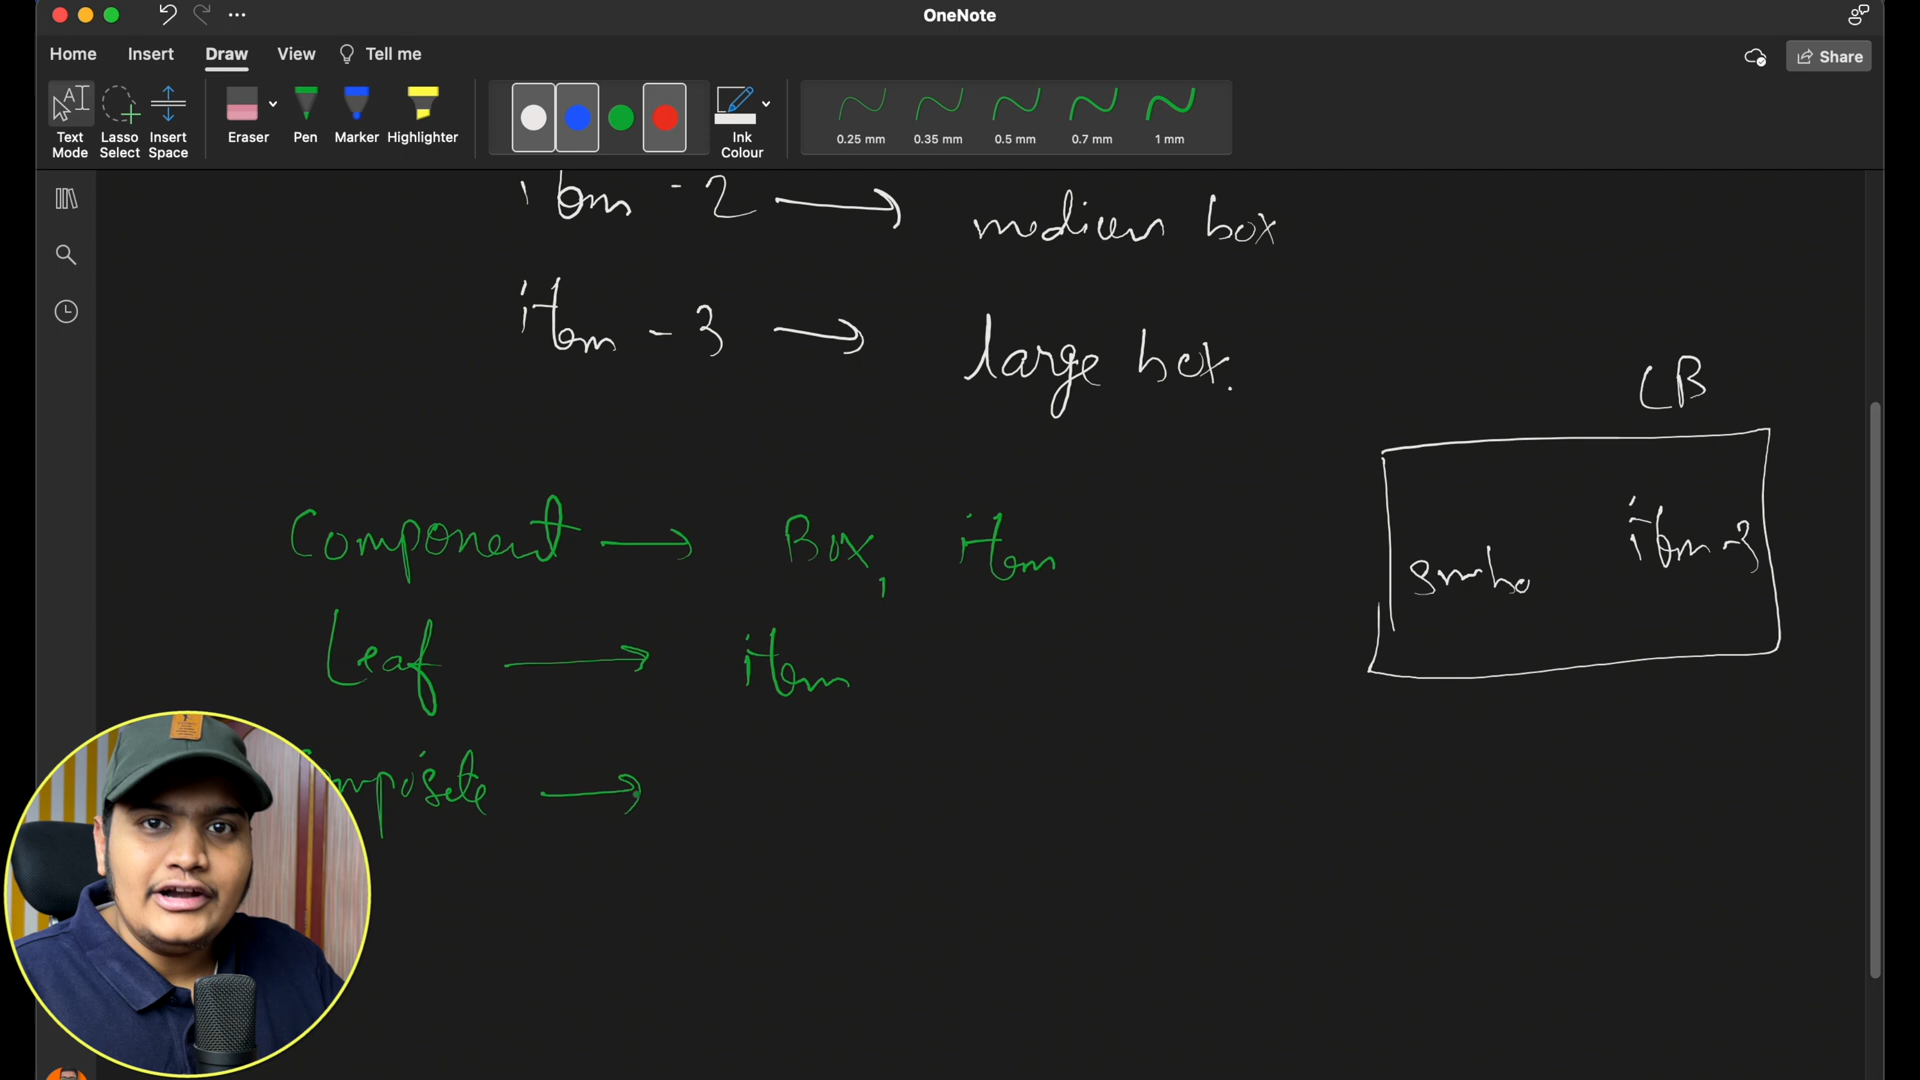 OneNote
Home Insert Draw View Tell me Share
Text Mode Lasso Select Insert Space Eraser Pen Marker Highlighter Ink Colour 0.25 mm 0.35 mm 0.5 mm 0.7 mm 1 mm
item - 2 → medium box
item - 3 → large box.
LB
item - 3
Component → Box, item
Leaf → item
omposite →